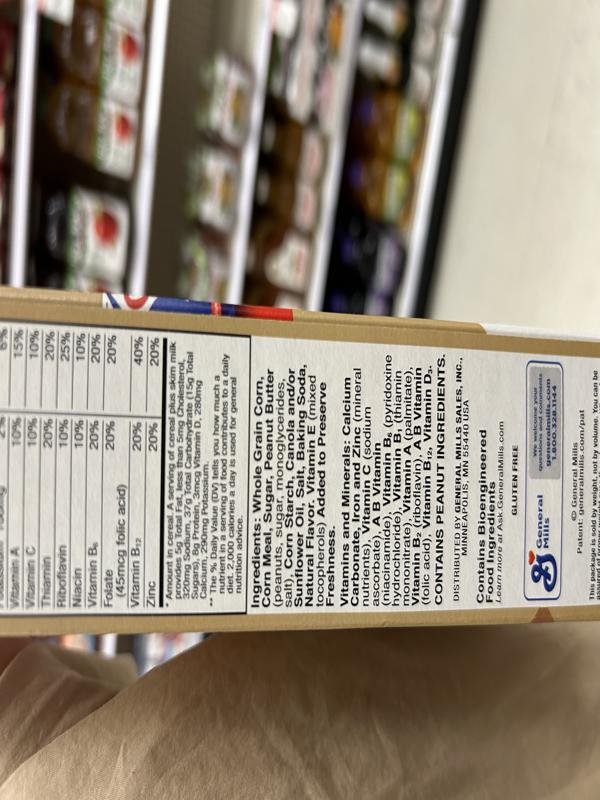 6%
Vitamin A 10% 15%
Vitamin C 10% 10%
Thiamin 20% 20%
Riboflavin 10% 25%
Niacin 10% 10%
Vitamin B6 20% 20%
Folate 20% 20%
(45mcg folic acid)
Vitamin B12 20% 40%
Zinc 20% 20%
* Amount in cereal. A serving of cereal plus skim milk
provides 5g Total Fat, less than 5mg Cholesterol,
320mg Sodium, 37g Total Carbohydrate (15g Total
Sugars), 9g Protein, 3mcg Vitamin D, 280mg
Calcium, 290mg Potassium.
** The % Daily Value (DV) tells you how much a
nutrient in a serving of food contributes to a daily
diet. 2,000 calories a day is used for general
nutrition advice.
Ingredients: Whole Grain Corn,
Corn Meal, Sugar, Peanut Butter
(peanuts, sugar, monoglycerides,
salt), Corn Starch, Canola and/or
Sunflower Oil, Salt, Baking Soda,
Natural Flavor. Vitamin E (mixed
tocopherols) Added to Preserve
Freshness.
Vitamins and Minerals: Calcium
Carbonate, Iron and Zinc (mineral
nutrients), Vitamin C (sodium
ascorbate), A B Vitamin
(niacinamide), Vitamin B6 (pyridoxine
hydrochloride), Vitamin B1 (thiamin
mononitrate), Vitamin A (palmitate),
Vitamin B2 (riboflavin), A B Vitamin
(folic acid), Vitamin B12, Vitamin D3.
CONTAINS PEANUT INGREDIENTS.
DISTRIBUTED BY GENERAL MILLS SALES, INC.,
MINNEAPOLIS, MN 55440 USA
Contains Bioengineered
Food Ingredients
Learn more at Ask.GeneralMills.com
GLUTEN FREE
General
Mills
We welcome your
questions and comments
generalmills.com
1.800.328.1144
© General Mills
Patent: generalmills.com/pat
This package is sold by weight, not by volume. You can be